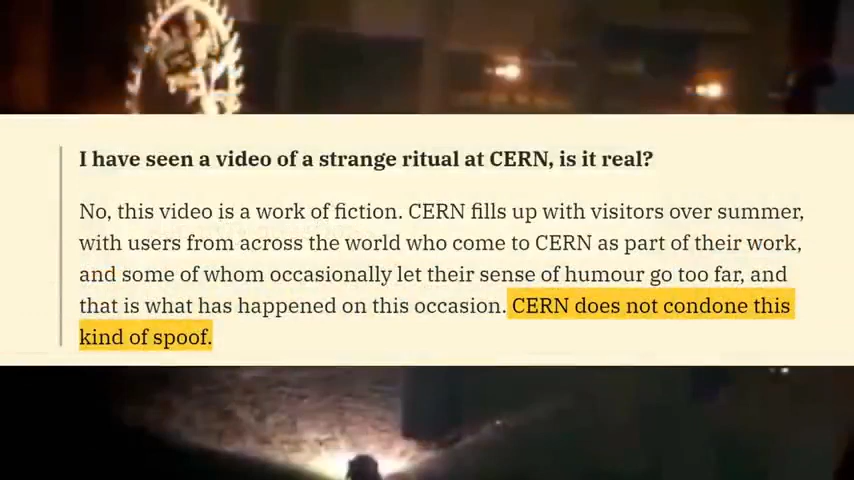 I have seen a video of a strange ritual at CERN, is it real?
No, this video is a work of fiction. CERN fills up with visitors over summer,
with users from across the world who come to CERN as part of their work,
and some of whom occasionally let their sense of humour go too far, and
that is what has happened on this occasion. CERN does not condone this
kind of spoof.